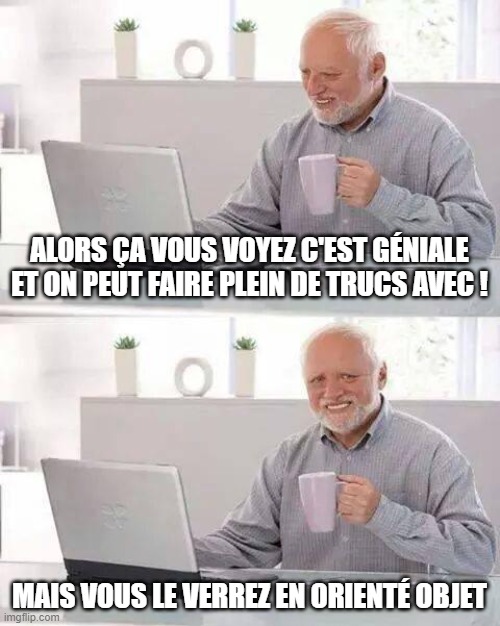 ALORS ÇA VOUS VOYEZ C'EST GÉNIALE
ET ON PEUT FAIRE PLEIN DE TRUCS AVEC !
MAIS VOUS LE VERREZ EN ORIENTÉ OBJET
imgflip.com